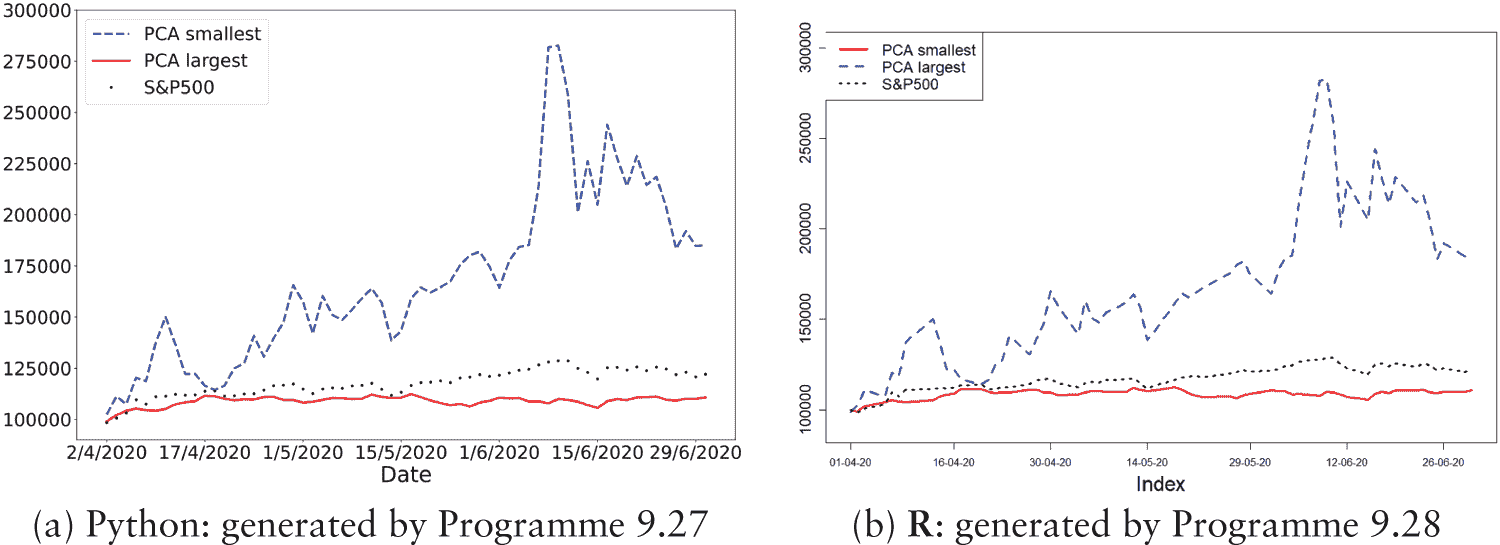 300000
275000
250000
225000
200000
175000
150000
125000
100000
PCA smallest
PCA largest
S&P500
2/4/2020 17/4/2020 1/5/2020 15/5/2020 1/6/2020 15/6/2020 29/6/2020
Date
(a) Python: generated by Programme 9.27
300000
250000
200000
150000
100000
PCA smallest
PCA largest
S&P500
01-04-20 16-04-20 30-04-20 14-05-20 29-05-20 12-06-20 26-06-20
Index
(b) R: generated by Programme 9.28